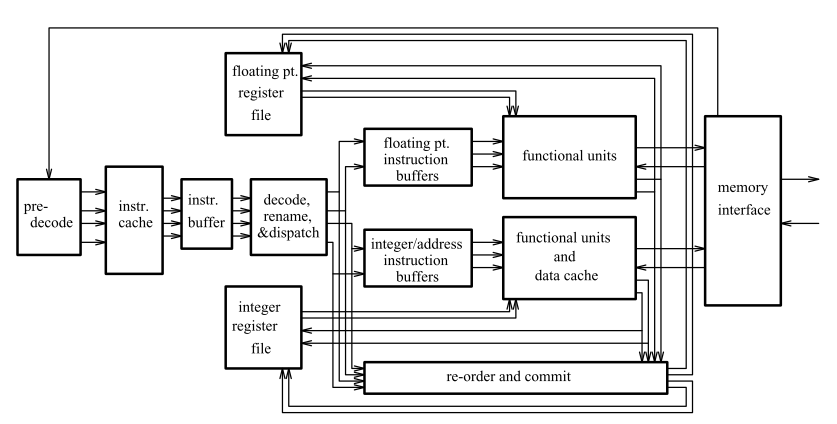 floating pt.
register
file
floating pt.
instruction
buffers
functional units
memory
interface
pre-
decode
instr.
cache
instr.
buffer
decode,
rename,
&dispatch
integer/address
instruction
buffers
functional units
and
data cache
integer
register
file
re-order and commit